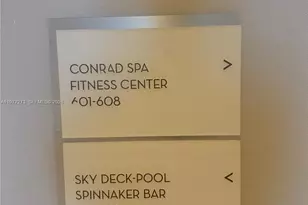 CONRAD SPA >
FITNESS CENTER
601-608
SKY DECK-POOL <
SPINNAKER BAR